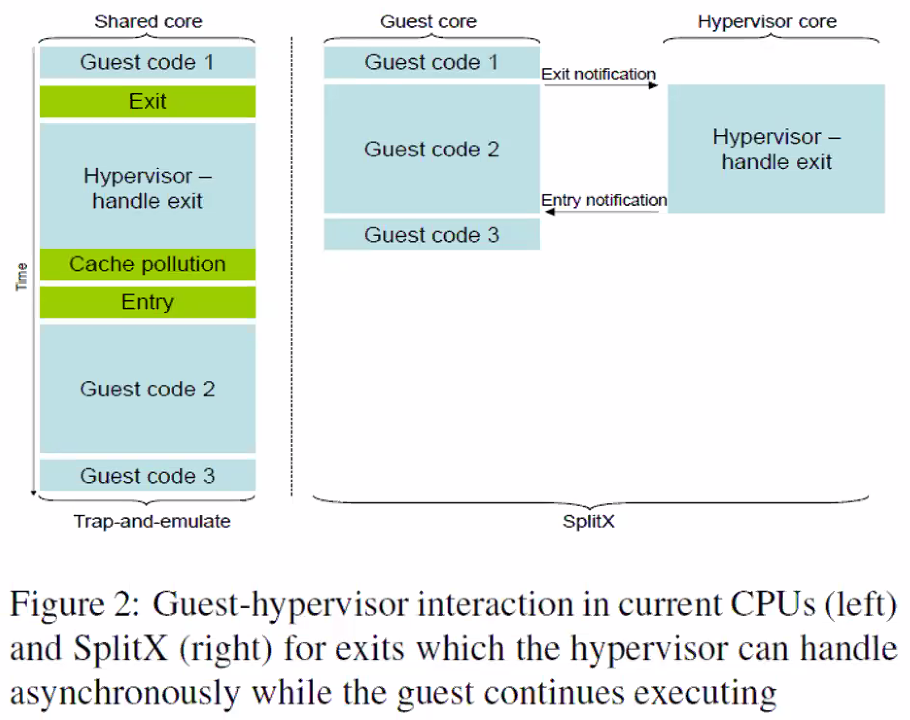 Shared core
Guest core
Hypervisor core
Guest code 1
Exit
Hypervisor –
handle exit
Cache pollution
Entry
Guest code 2
Guest code 3
Time
Trap-and-emulate
Guest code 1
Exit notification
Guest code 2
Hypervisor –
handle exit
Entry notification
Guest code 3
SplitX
Figure 2: Guest-hypervisor interaction in current CPUs (left)
and SplitX (right) for exits which the hypervisor can handle
asynchronously while the guest continues executing